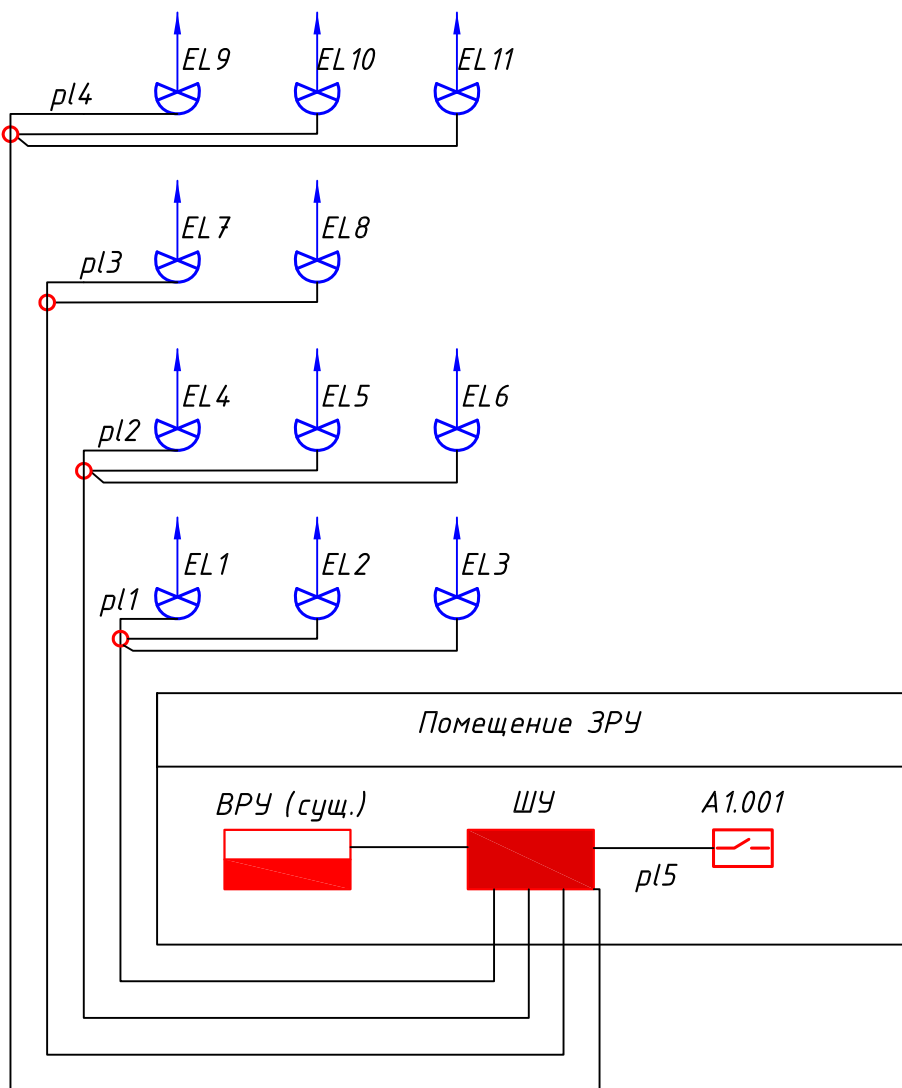 EL9 EL10 EL11
pl4
EL7 EL8
pl3
EL4 EL5 EL6
pl2
EL1 EL2 EL3
pl1
Помещение ЗРУ
ВРУ (сущ.) ШУ А1.001
pl5